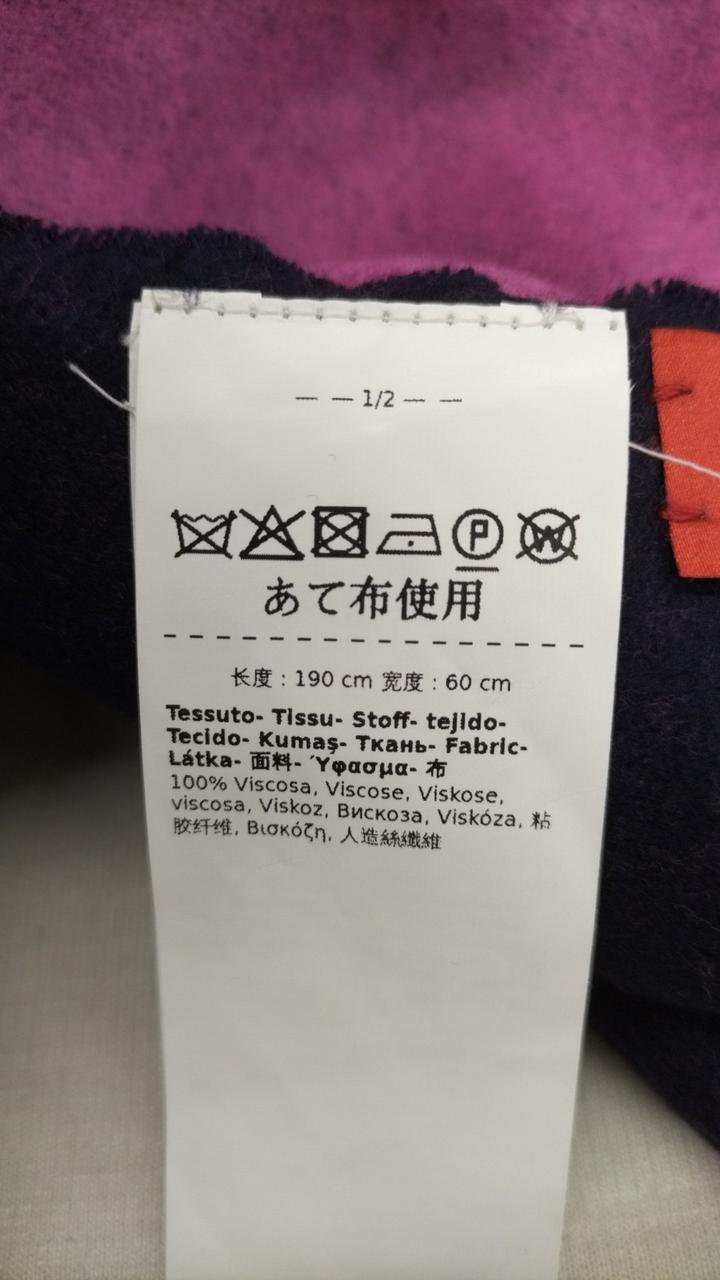 — — 1/2 — —
P W
あて布使用
长度 : 190 cm 宽度 : 60 cm
Tessuto- Tissu- Stoff- tejido-
Tecido- Kumaş- Ткань- Fabric-
Látka- 面料- Ύφασμα- 布
100% Viscosa, Viscose, Viskose,
viscosa, Viskoz, Вискоза, Viskóza, 粘
胶纤维, Βισκόζη, 人造絲纖維